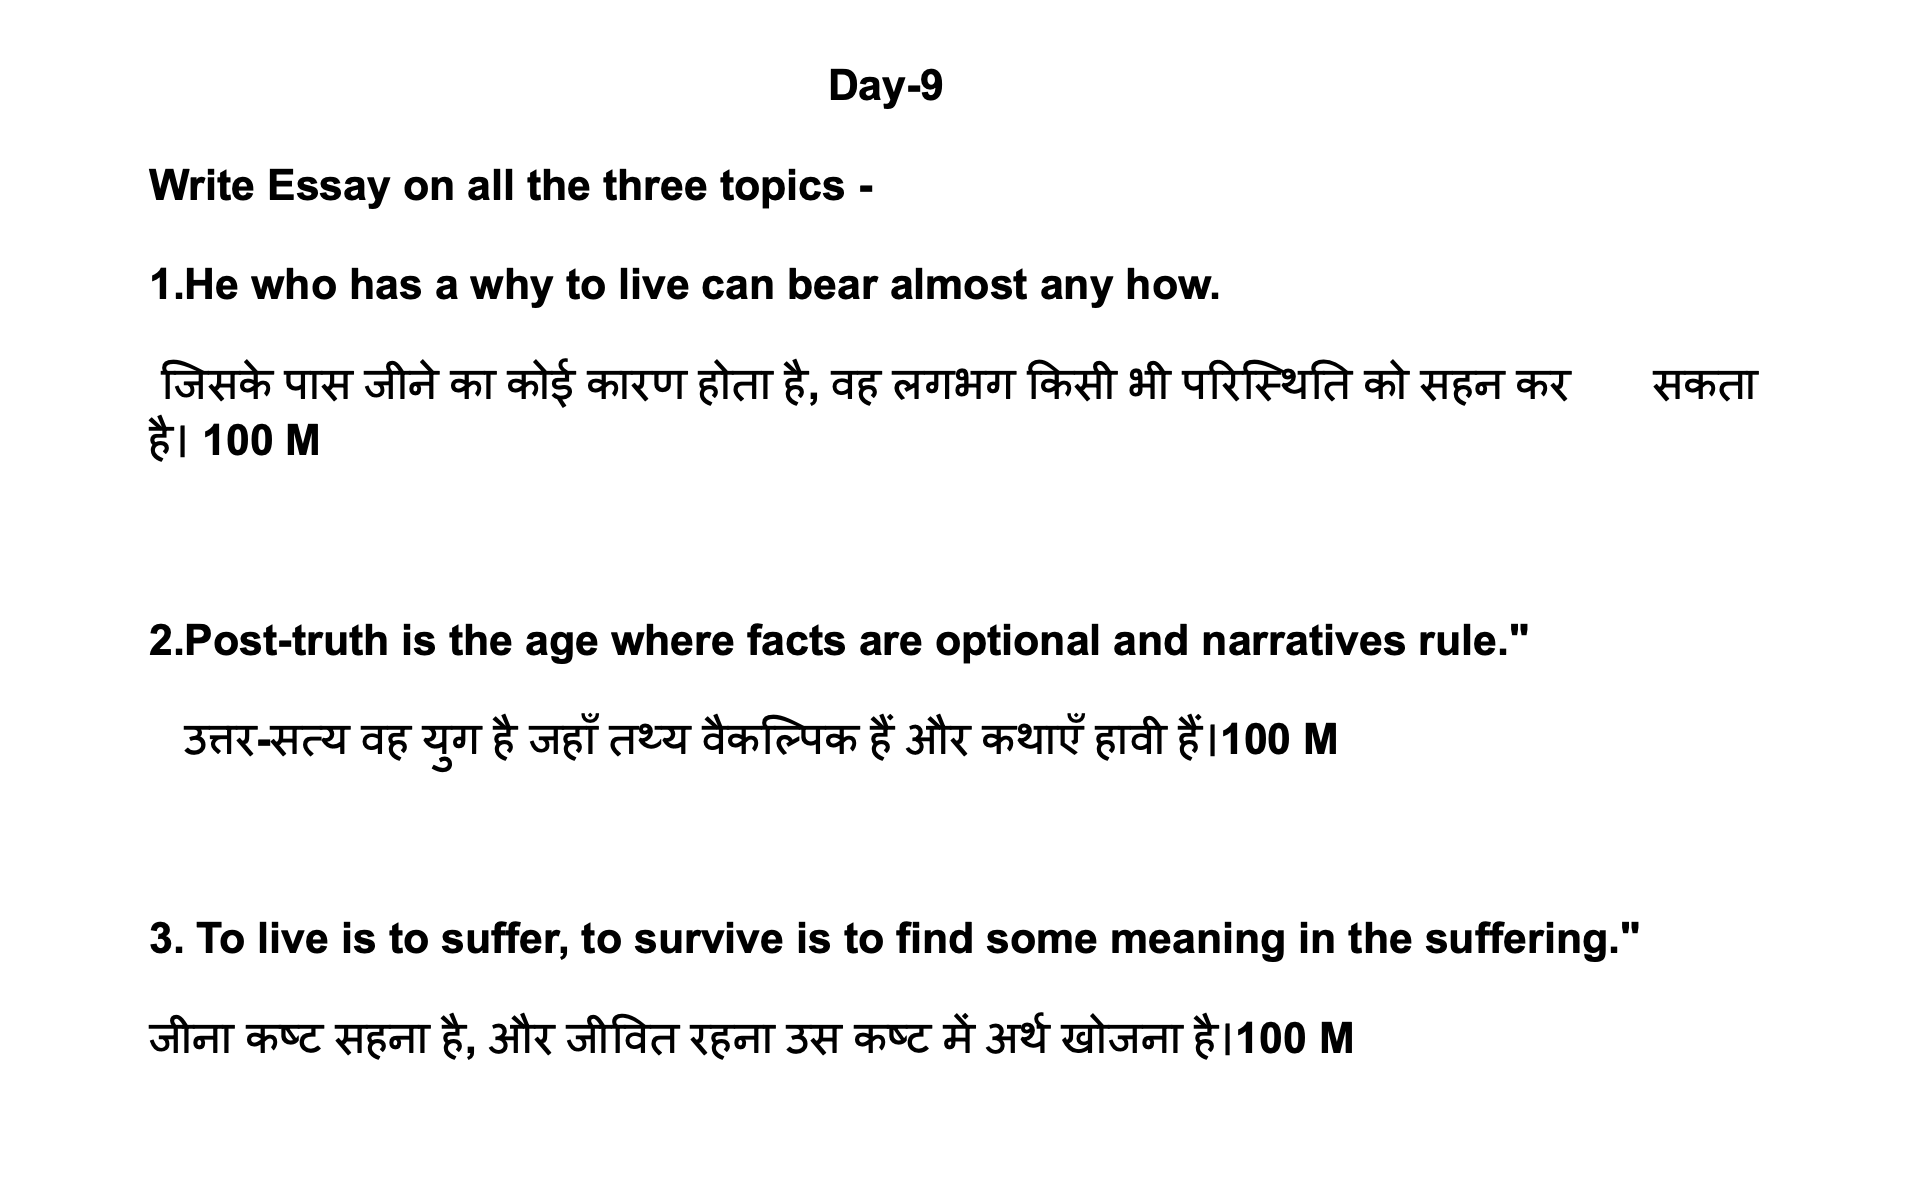 Day-9
Write Essay on all the three topics -
1.He who has a why to live can bear almost any how.
जिसके पास जीने का कोई कारण होता है, वह लगभग किसी भी परिस्थिति को सहन कर सकता
है। 100 M
2.Post-truth is the age where facts are optional and narratives rule."
उत्तर-सत्य वह युग है जहाँ तथ्य वैकल्पिक हैं और कथाएँ हावी हैं।100 M
3. To live is to suffer, to survive is to find some meaning in the suffering."
जीना कष्ट सहना है, और जीवित रहना उस कष्ट में अर्थ खोजना है।100 M